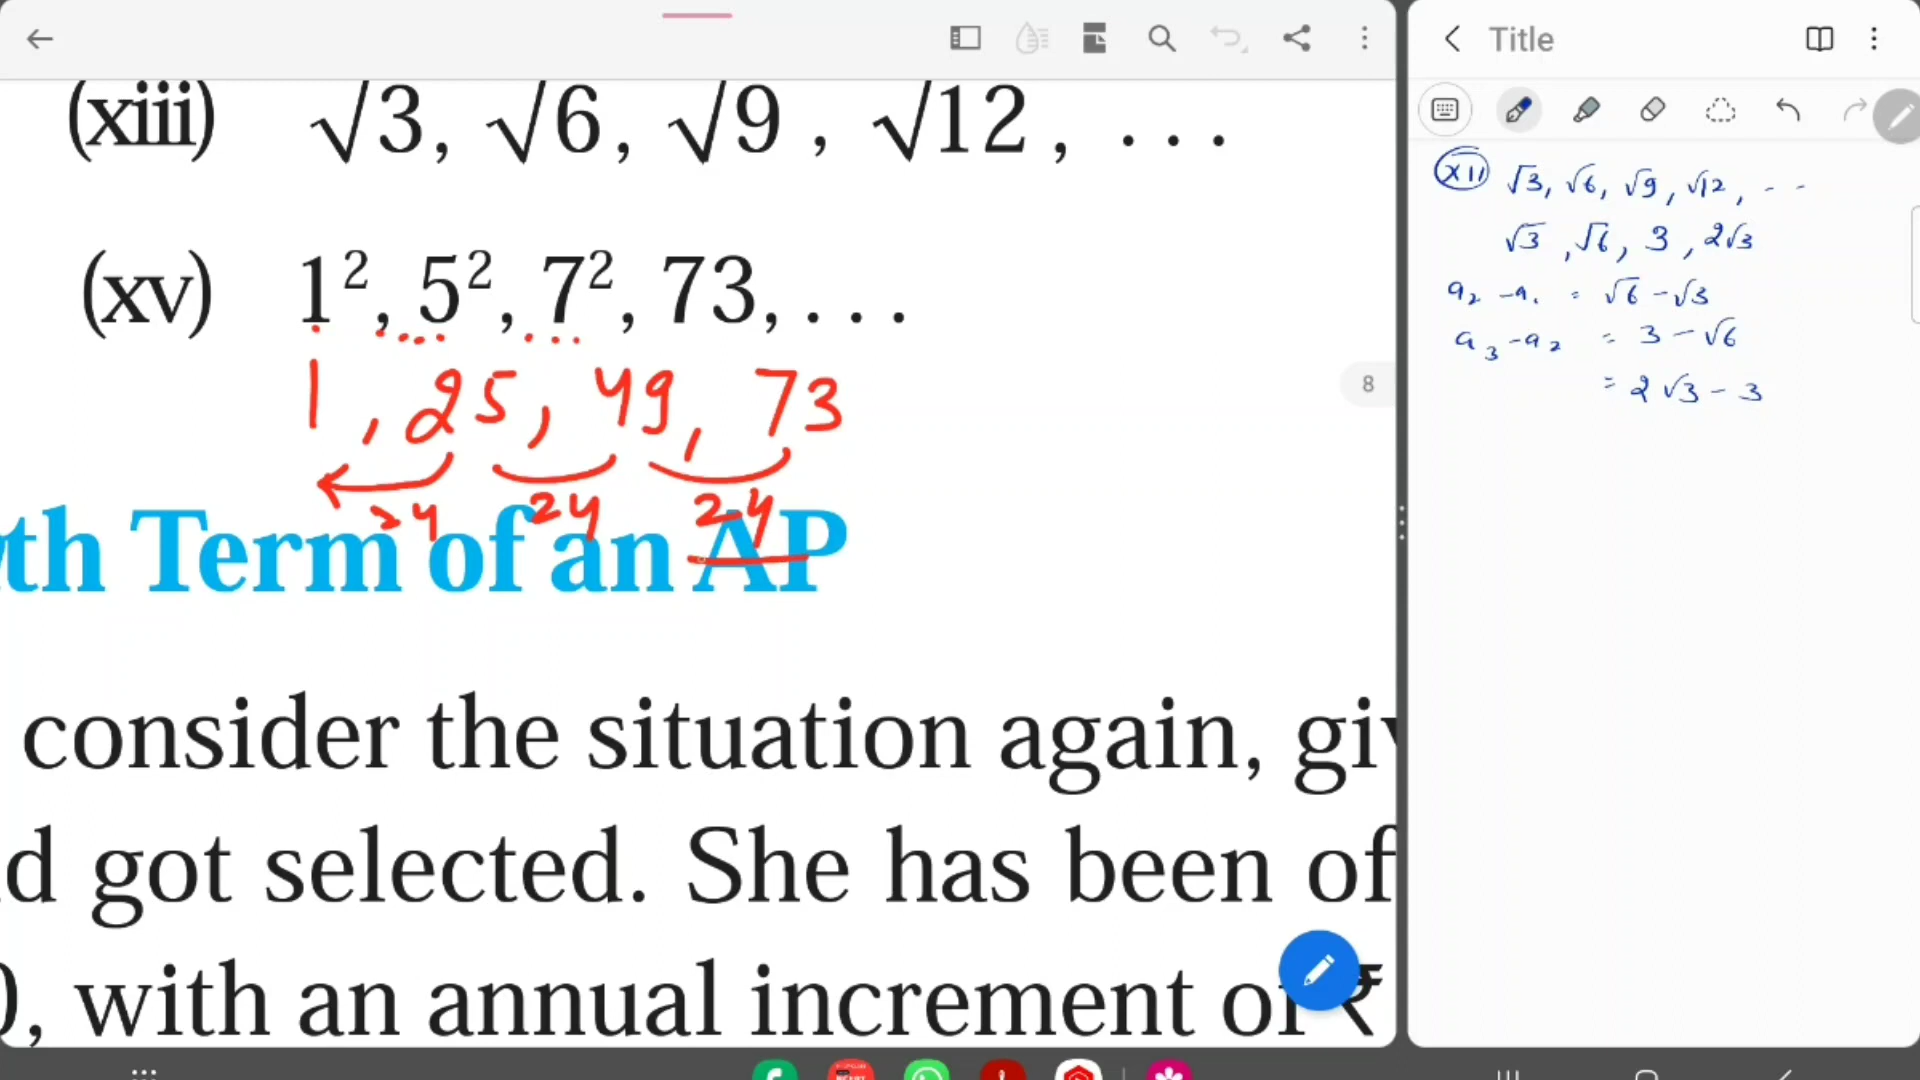 Title
(xiii) √3, √6, √9, √12, ...
(xv) 1², 5², 7², 73, ...
1, 25, 49, 73
24 24 24
th Term of an AP
consider the situation again, giv
d got selected. She has been of
), with an annual increment of ₹
8
XII √3, √6, √9, √12, - -
√3, √6, 3, 2√3
a₂ - a₁ = √6 - √3
a₃ - a₂ = 3 - √6
= 2√3 - 3